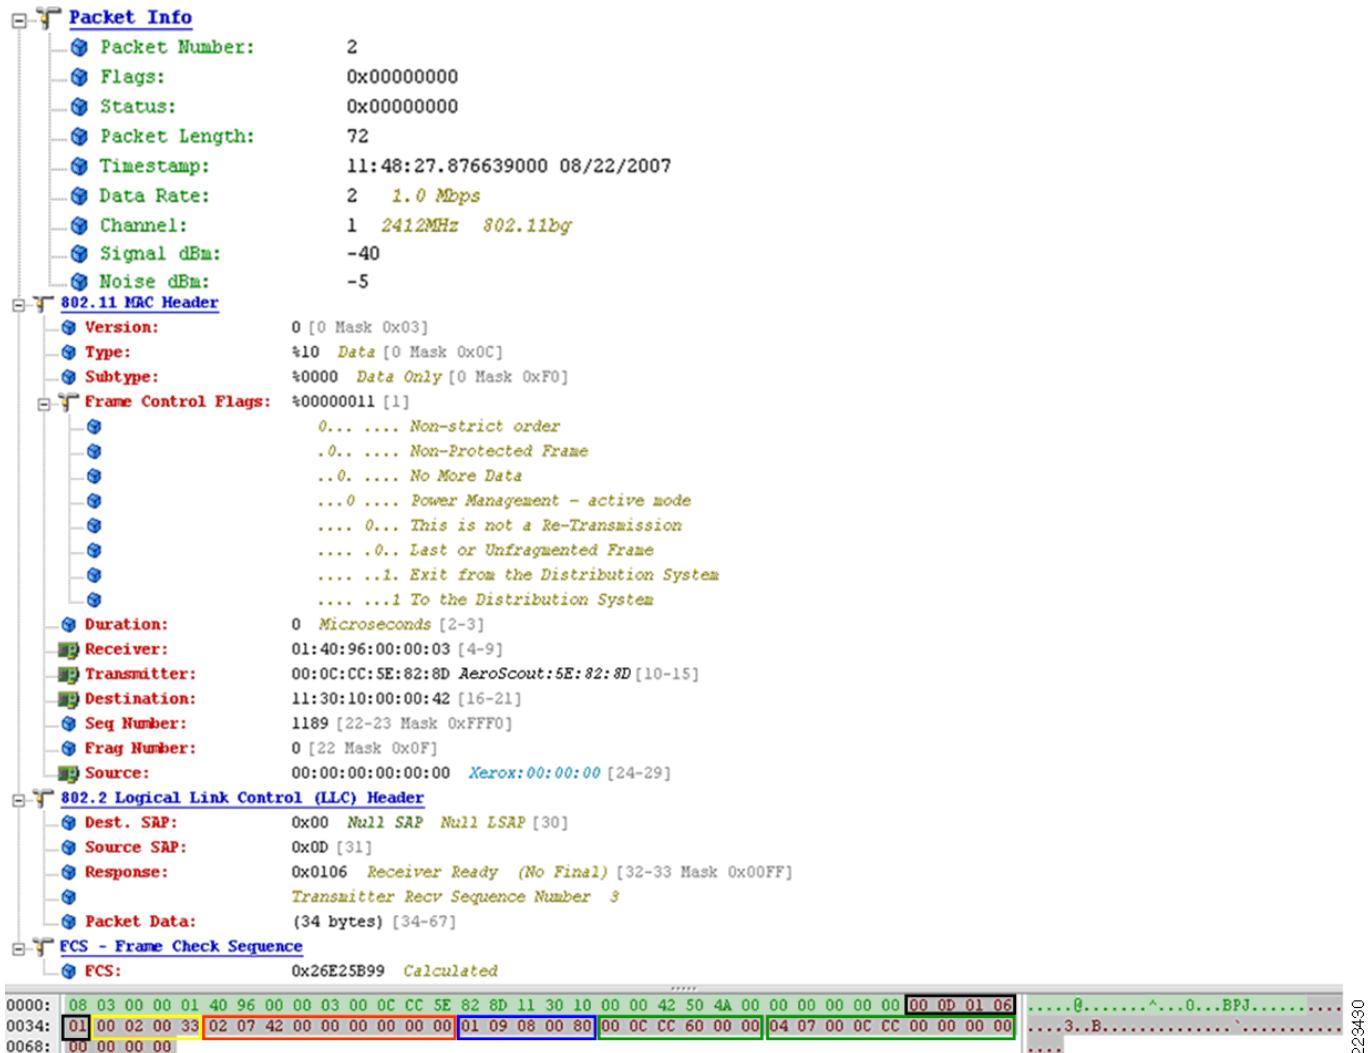 Packet Info
Packet Number: 2
Flags: 0x00000000
Status: 0x00000000
Packet Length: 72
Timestamp: 11:48:27.876639000 08/22/2007
Data Rate: 2 1.0 Mbps
Channel: 1 2412MHz 802.11bg
Signal dBm: -40
Noise dBm: -5
802.11 MAC Header
Version: 0 [0 Mask 0x03]
Type: %10 Data [0 Mask 0x0C]
Subtype: %0000 Data Only [0 Mask 0xF0]
Frame Control Flags: %00000011 [1]
0... .... Non-strict order
.0.. .... Non-Protected Frame
..0. .... No More Data
...0 .... Power Management - active mode
.... 0... This is not a Re-Transmission
.... .0.. Last or Unfragmented Frame
.... ..1. Exit from the Distribution System
.... ...1 To the Distribution System
Duration: 0 Microseconds [2-3]
Receiver: 01:40:96:00:00:03 [4-9]
Transmitter: 00:0C:CC:5E:82:8D AeroScout:5E:82:8D [10-15]
Destination: 11:30:10:00:00:42 [16-21]
Seq Number: 1189 [22-23 Mask 0xFFF0]
Frag Number: 0 [22 Mask 0x0F]
Source: 00:00:00:00:00:00 Xerox:00:00:00 [24-29]
802.2 Logical Link Control (LLC) Header
Dest. SAP: 0x00 Null SAP Null LSAP [30]
Source SAP: 0x0D [31]
Response: 0x0106 Receiver Ready (No Final) [32-33 Mask 0x00FF]
Transmitter Recv Sequence Number 3
Packet Data: (34 bytes) [34-67]
FCS - Frame Check Sequence
FCS: 0x26E25B99 Calculated
0000: 08 03 00 00 01 40 96 00 00 03 00 0C CC 5E 82 8D 11 30 10 00 00 42 50 4A 00 00 00 00 00 00 00 0D 01 06 .....@.......^...0...BPJ..........
0034: 01 00 02 00 33 02 07 42 00 00 00 00 00 00 01 09 08 00 80 00 0C CC 60 00 00 04 07 00 0C CC 00 00 00 00 ....3..B..............`...........
0068: 00 00 00 00 ....
223430